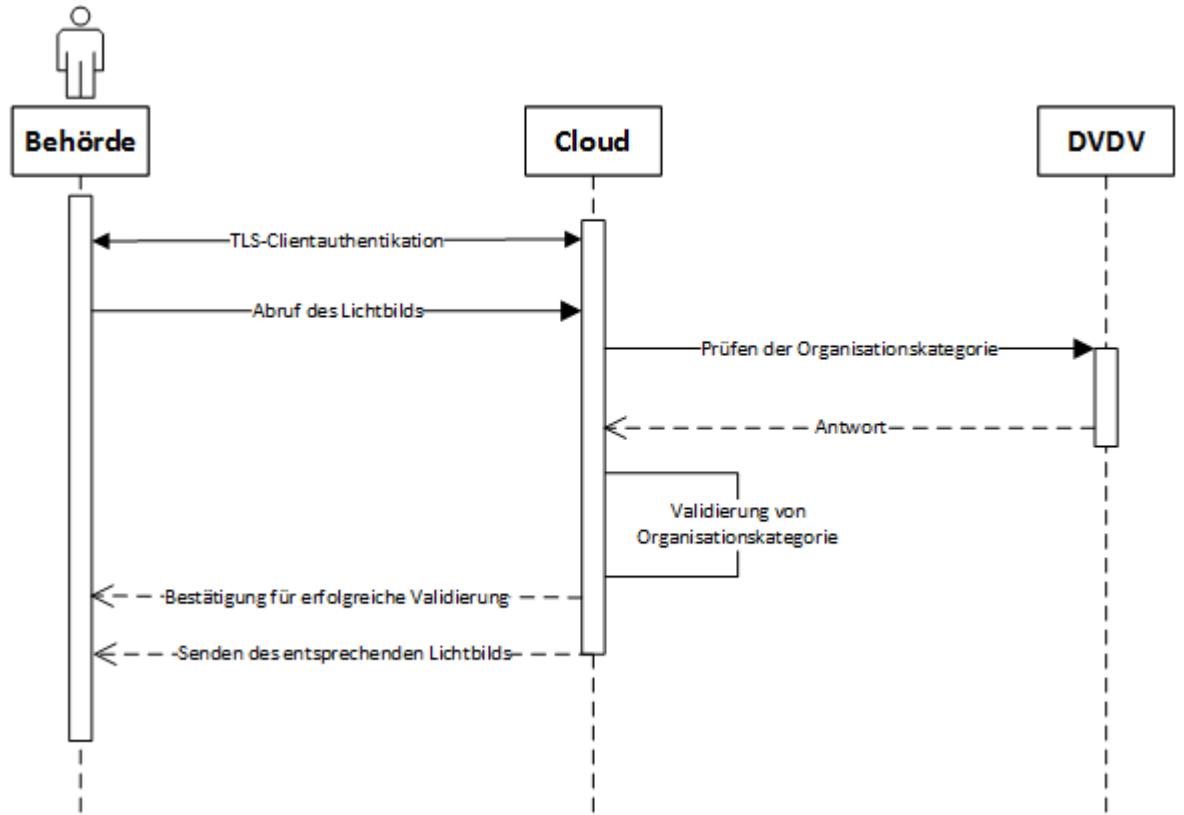 Behörde
Cloud
DVDV
TLS-Clientauthentikation
Abruf des Lichtbilds
Prüfen der Organisationskategorie
Antwort
Validierung von
Organisationskategorie
Bestätigung für erfolgreiche Validierung
Senden des entsprechenden Lichtbilds